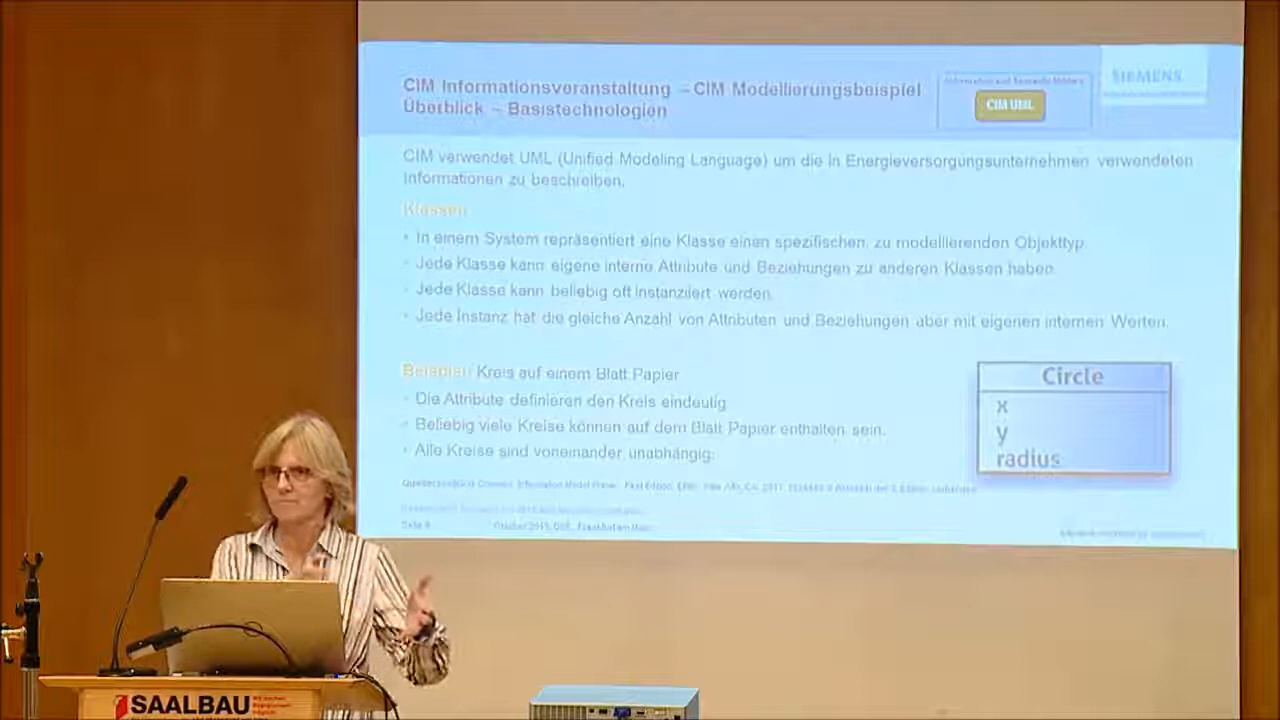 CIM Informationsveranstaltung – CIM Modellierungsbeispiel
Überblick – Basistechnologien
CIM UML
SIEMENS
CIM verwendet UML (Unified Modeling Language) um die in Energieversorgungsunternehmen verwendeten
Informationen zu beschreiben.
Klassen
• In einem System repräsentiert eine Klasse einen spezifischen, zu modellierenden Objekttyp.
• Jede Klasse kann eigene interne Attribute und Beziehungen zu anderen Klassen haben.
• Jede Klasse kann beliebig oft instanziiert werden.
• Jede Instanz hat die gleiche Anzahl von Attributen und Beziehungen aber mit eigenen internen Werten.
Beispiel: Kreis auf einem Blatt Papier
• Die Attribute definieren den Kreis eindeutig
• Beliebig viele Kreise können auf dem Blatt Papier enthalten sein.
• Alle Kreise sind voneinander unabhängig.
Circle
x
y
radius
SAALBAU